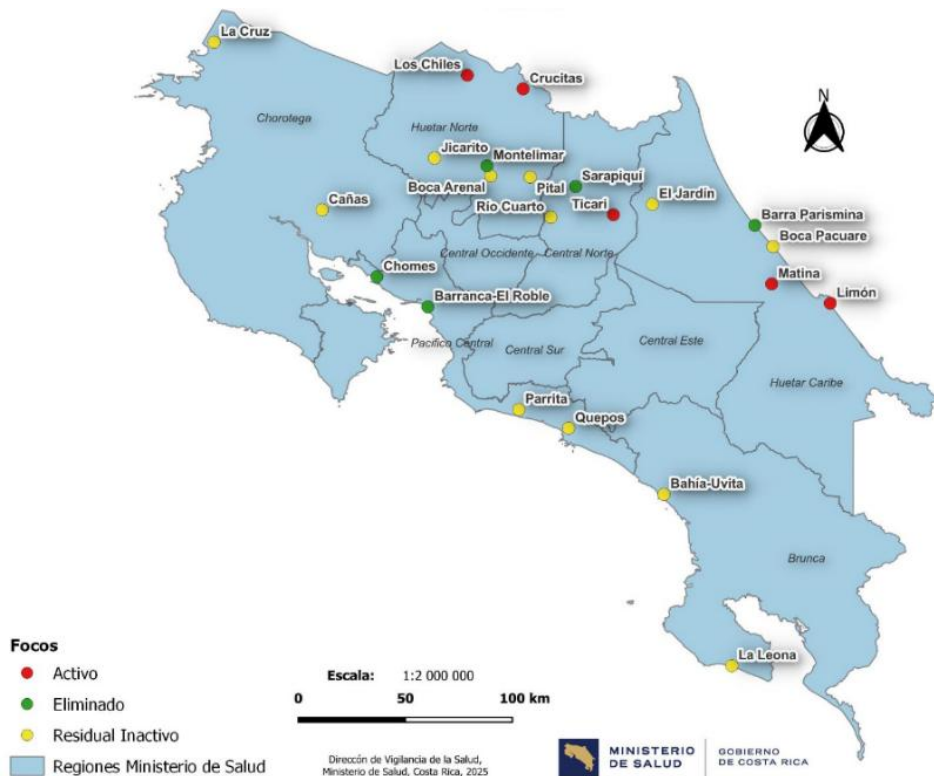 La Cruz
Los Chiles
Crucitas
N
Chorotega
Huetar Norte
Jicarito
Montelimar
Boca Arenal
Pital
Sarapiquí
Cañas
Río Cuarto
Ticari
El Jardín
Barra Parismina
Boca Pacuare
Central Occidente
Central Norte
Chomes
Matina
Limón
Barranca-El Roble
Pacífico Central
Central Sur
Central Este
Huetar Caribe
Parrita
Quepos
Bahía-Uvita
Brunca
La Leona
Focos
Activo
Eliminado
Residual Inactivo
Regiones Ministerio de Salud
Escala: 1:2 000 000
0 50 100 km
Direccón de Vigilancia de la Salud,
Ministerio de Salud, Costa Rica, 2025
MINISTERIO
DE SALUD
GOBIERNO
DE COSTA RICA